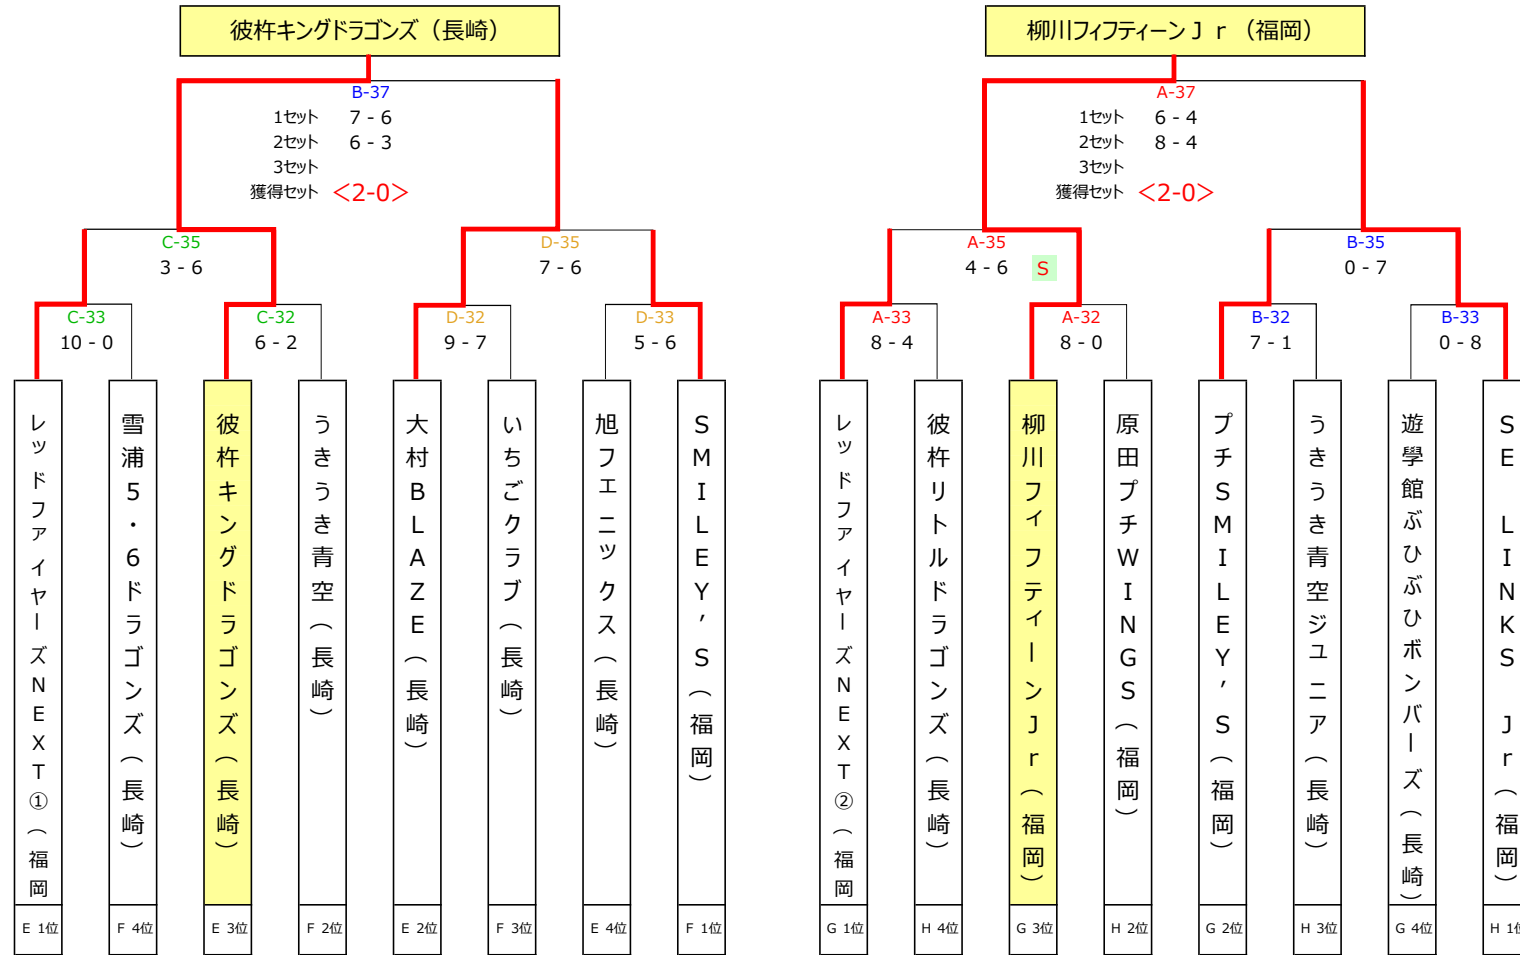 彼杵キングドラゴンズ（長崎）
B-37
1セット 7 - 6
2セット 6 - 3
3セット
獲得セット <2-0>
C-35
3 - 6
D-35
7 - 6
C-33
10 - 0
C-32
6 - 2
D-32
9 - 7
D-33
5 - 6
レッドファイヤーズNEXT①（福岡
雪浦5・6ドラゴンズ（長崎）
彼杵キングドラゴンズ（長崎）
うきうき青空（長崎）
大村BLAZE（長崎）
いちごクラブ（長崎）
旭フェニックス（長崎）
SMILEY’S（福岡）
E 1位
F 4位
E 3位
F 2位
E 2位
F 3位
E 4位
F 1位
柳川フィフティーンＪｒ（福岡）
A-37
1セット 6 - 4
2セット 8 - 4
3セット
獲得セット <2-0>
A-35
4 - 6 S
B-35
0 - 7
A-33
8 - 4
A-32
8 - 0
B-32
7 - 1
B-33
0 - 8
レッドファイヤーズNEXT②（福岡
彼杵リトルドラゴンズ（長崎）
柳川フィフティーンJr（福岡）
原田プチWINGS（福岡）
プチSMILEY’S（福岡）
うきうき青空ジュニア（長崎）
遊學館ぶひぶひボンバーズ（長崎）
SE LINKS Jr（福岡）
G 1位
H 4位
G 3位
H 2位
G 2位
H 3位
G 4位
H 1位